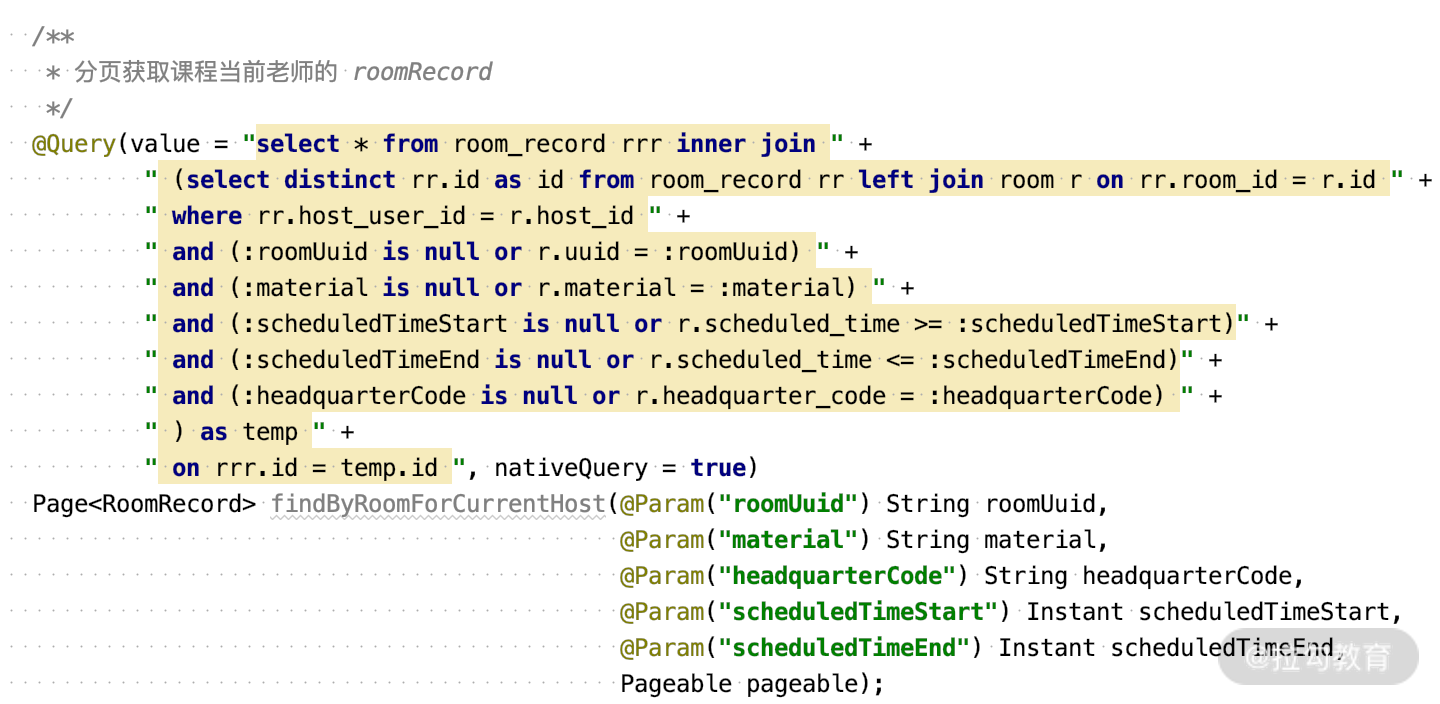 /**
* 分页获取课程当前老师的 roomRecord
*/
@Query(value = "select * from room_record rrr inner join " +
" (select distinct rr.id as id from room_record rr left join room r on rr.room_id = r.id " +
" where rr.host_user_id = r.host_id " +
" and (:roomUuid is null or r.uuid = :roomUuid) " +
" and (:material is null or r.material = :material) " +
" and (:scheduledTimeStart is null or r.scheduled_time >= :scheduledTimeStart)" +
" and (:scheduledTimeEnd is null or r.scheduled_time <= :scheduledTimeEnd)" +
" and (:headquarterCode is null or r.headquarter_code = :headquarterCode) " +
" ) as temp " +
" on rrr.id = temp.id ", nativeQuery = true)
Page<RoomRecord> findByRoomForCurrentHost(@Param("roomUuid") String roomUuid,
@Param("material") String material,
@Param("headquarterCode") String headquarterCode,
@Param("scheduledTimeStart") Instant scheduledTimeStart,
@Param("scheduledTimeEnd") Instant scheduledTimeEnd,
Pageable pageable);
@拉勾教育